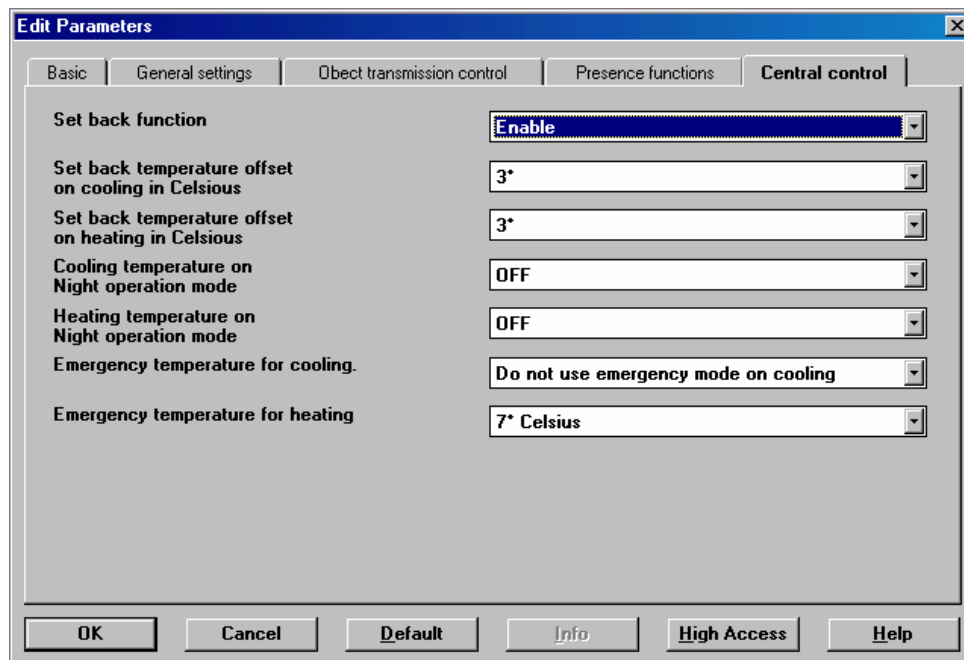 Edit Parameters
Basic
General settings
Obect transmission control
Presence functions
Central control
Set back function
Enable
Set back temperature offset
on cooling in Celsious
3°
Set back temperature offset
on heating in Celsious
3°
Cooling temperature on
Night operation mode
OFF
Heating temperature on
Night operation mode
OFF
Emergency temperature for cooling.
Do not use emergency mode on cooling
Emergency temperature for heating
7° Celsius
OK
Cancel
Default
Info
High Access
Help